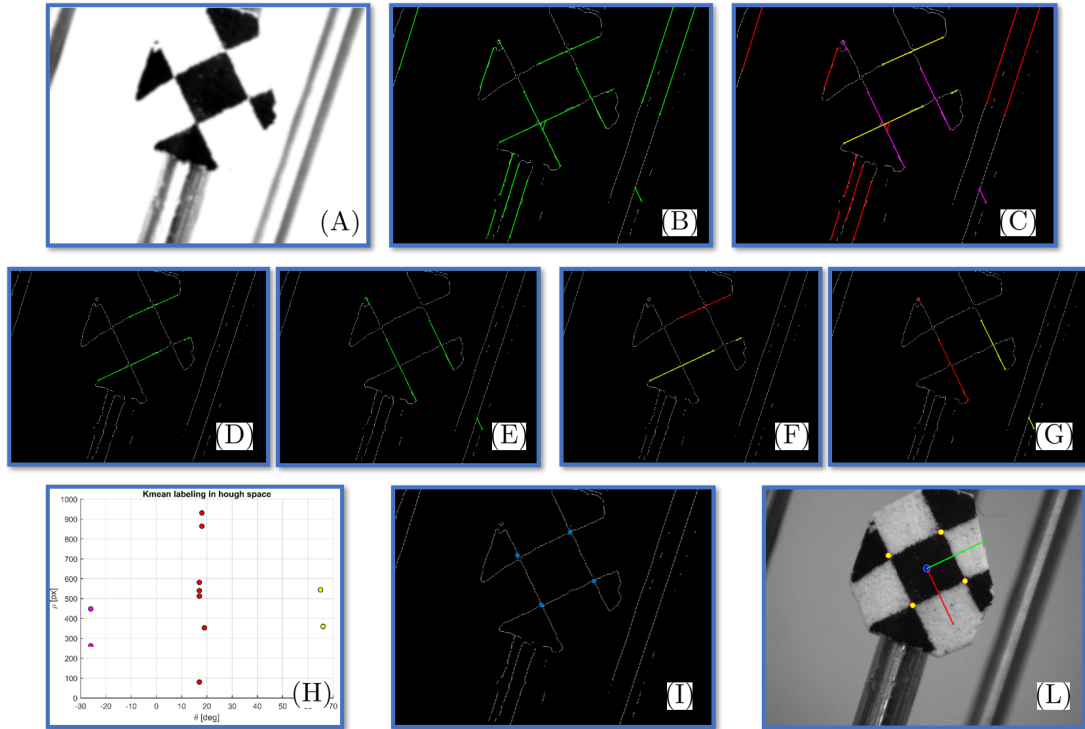 (A)
(B)
(C)
(D)
(E)
(F)
(G)
Kmean labeling in hough space
1000
900
800
700
600
500
400
300
200
100
0
ρ [px]
-30 -20 -10 0 10 20 30 40 50 60 70
θ [deg]
(H)
(I)
(L)